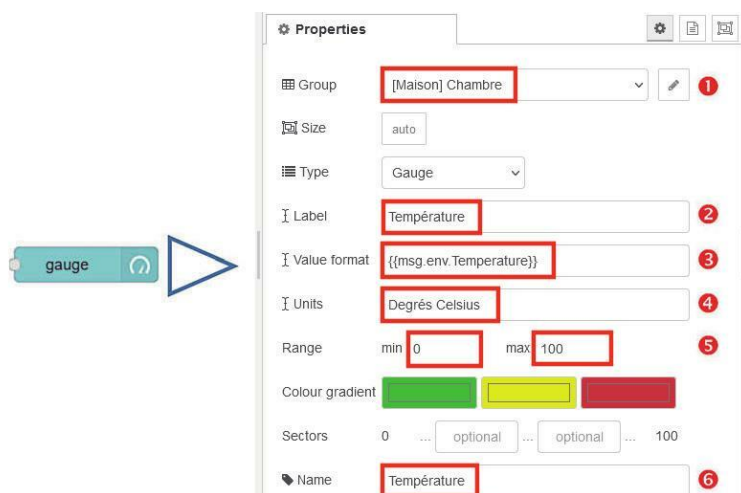 Properties
Group [Maison] Chambre 1
Size auto
Type Gauge
Label Température 2
gauge
Value format {{msg.env.Temperature}} 3
Units Degrés Celsius 4
Range min 0 max 100 5
Colour gradient
Sectors 0 ... optional ... optional ... 100
Name Température 6